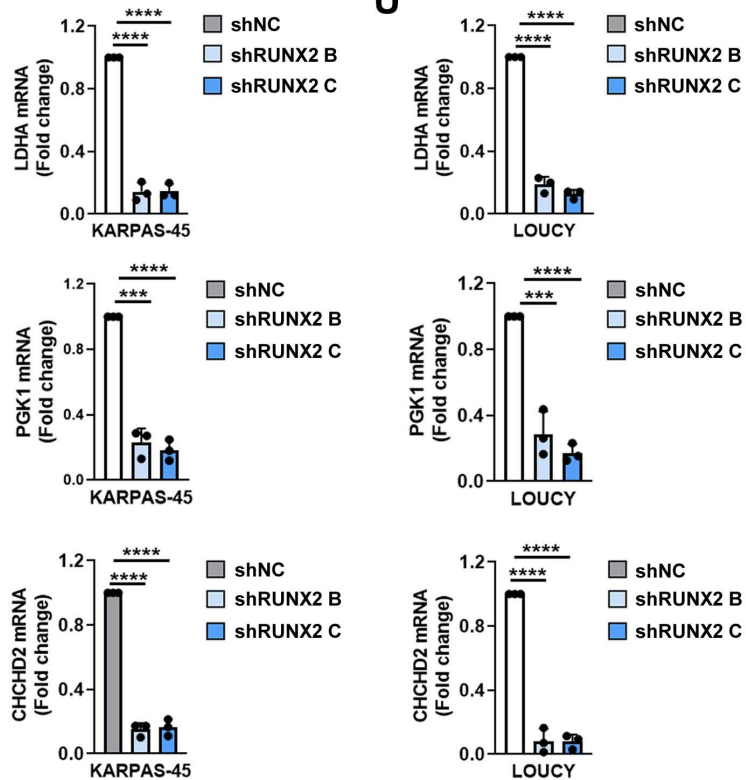 1.2
0.8
0.4
0.0
LDHA mRNA
(Fold change)
****
****
KARPAS-45
shNC
shRUNX2 B
shRUNX2 C
1.2
0.8
0.4
0.0
LDHA mRNA
(Fold change)
****
****
LOUCY
shNC
shRUNX2 B
shRUNX2 C
1.2
0.8
0.4
0.0
PGK1 mRNA
(Fold change)
****
***
KARPAS-45
shNC
shRUNX2 B
shRUNX2 C
1.2
0.8
0.4
0.0
PGK1 mRNA
(Fold change)
****
***
LOUCY
shNC
shRUNX2 B
shRUNX2 C
1.2
0.8
0.4
0.0
CHCHD2 mRNA
(Fold change)
****
****
KARPAS-45
shNC
shRUNX2 B
shRUNX2 C
1.2
0.8
0.4
0.0
CHCHD2 mRNA
(Fold change)
****
****
LOUCY
shNC
shRUNX2 B
shRUNX2 C